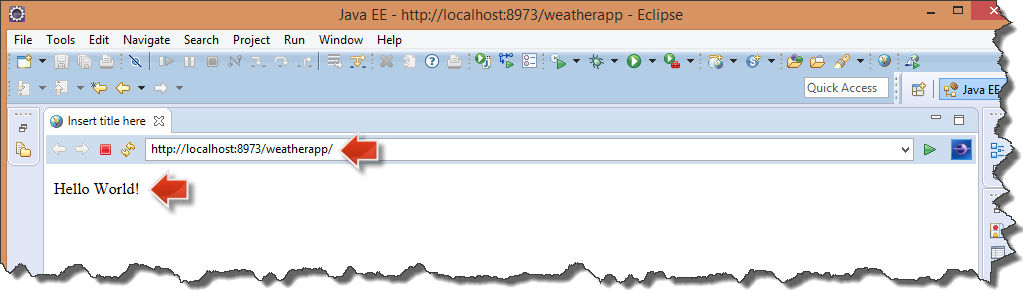 Java EE - http://localhost:8973/weatherapp - Eclipse
File Tools Edit Navigate Search Project Run Window Help
Quick Access
Java EE
Insert title here
http://localhost:8973/weatherapp/
Hello World!